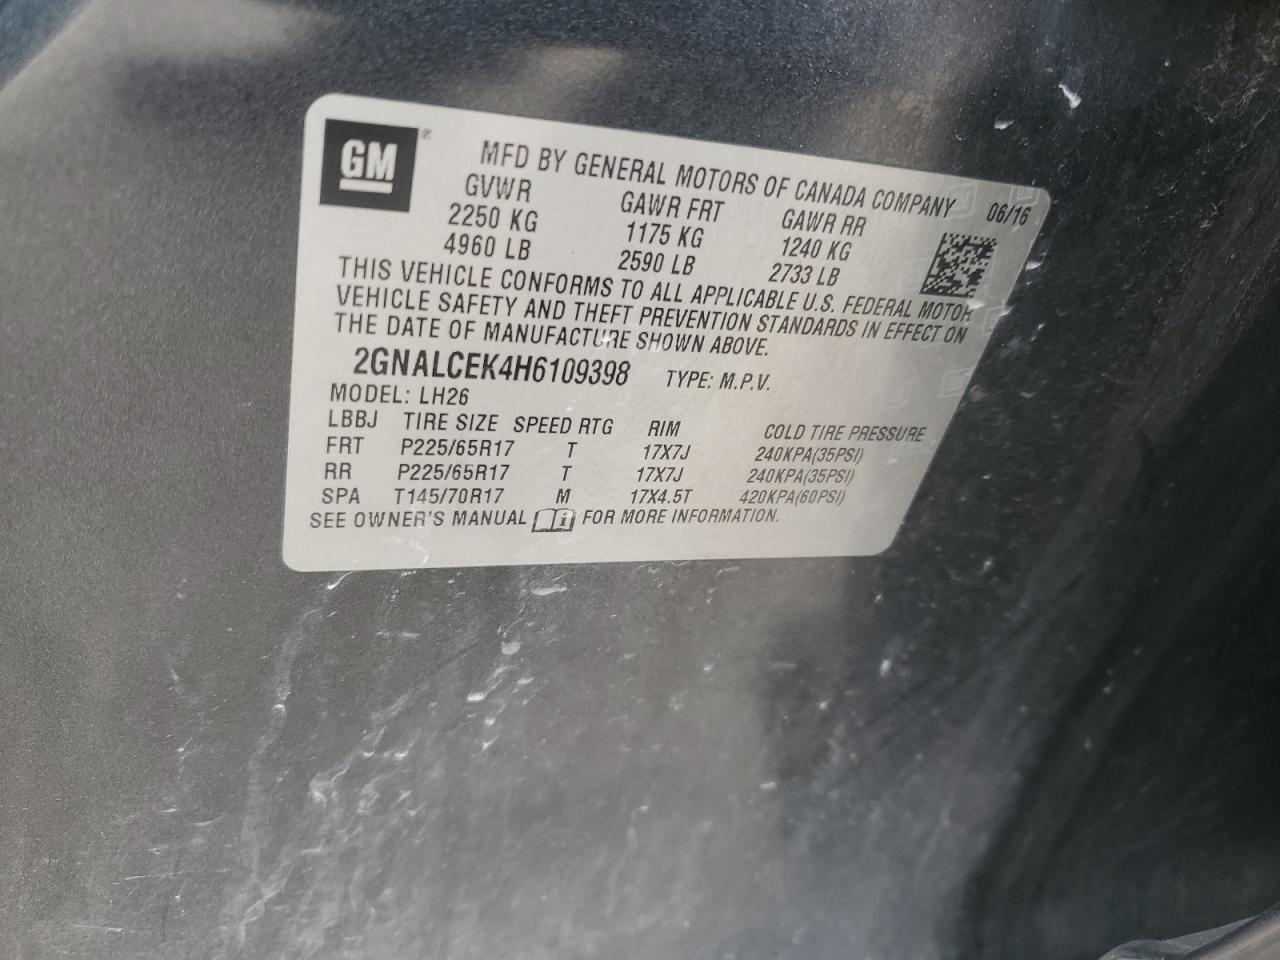 GM ®
MFD BY GENERAL MOTORS OF CANADA COMPANY 06/16
GVWR GAWR FRT GAWR RR
2250 KG 1175 KG 1240 KG
4960 LB 2590 LB 2733 LB
THIS VEHICLE CONFORMS TO ALL APPLICABLE U.S. FEDERAL MOTOR
VEHICLE SAFETY AND THEFT PREVENTION STANDARDS IN EFFECT ON
THE DATE OF MANUFACTURE SHOWN ABOVE.
2GNALCEK4H6109398 TYPE: M.P.V.
MODEL: LH26
LBBJ TIRE SIZE SPEED RTG RIM COLD TIRE PRESSURE
FRT P225/65R17 T 17X7J 240KPA(35PSI)
RR P225/65R17 T 17X7J 240KPA(35PSI)
SPA T145/70R17 M 17X4.5T 420KPA(60PSI)
SEE OWNER'S MANUAL i FOR MORE INFORMATION.